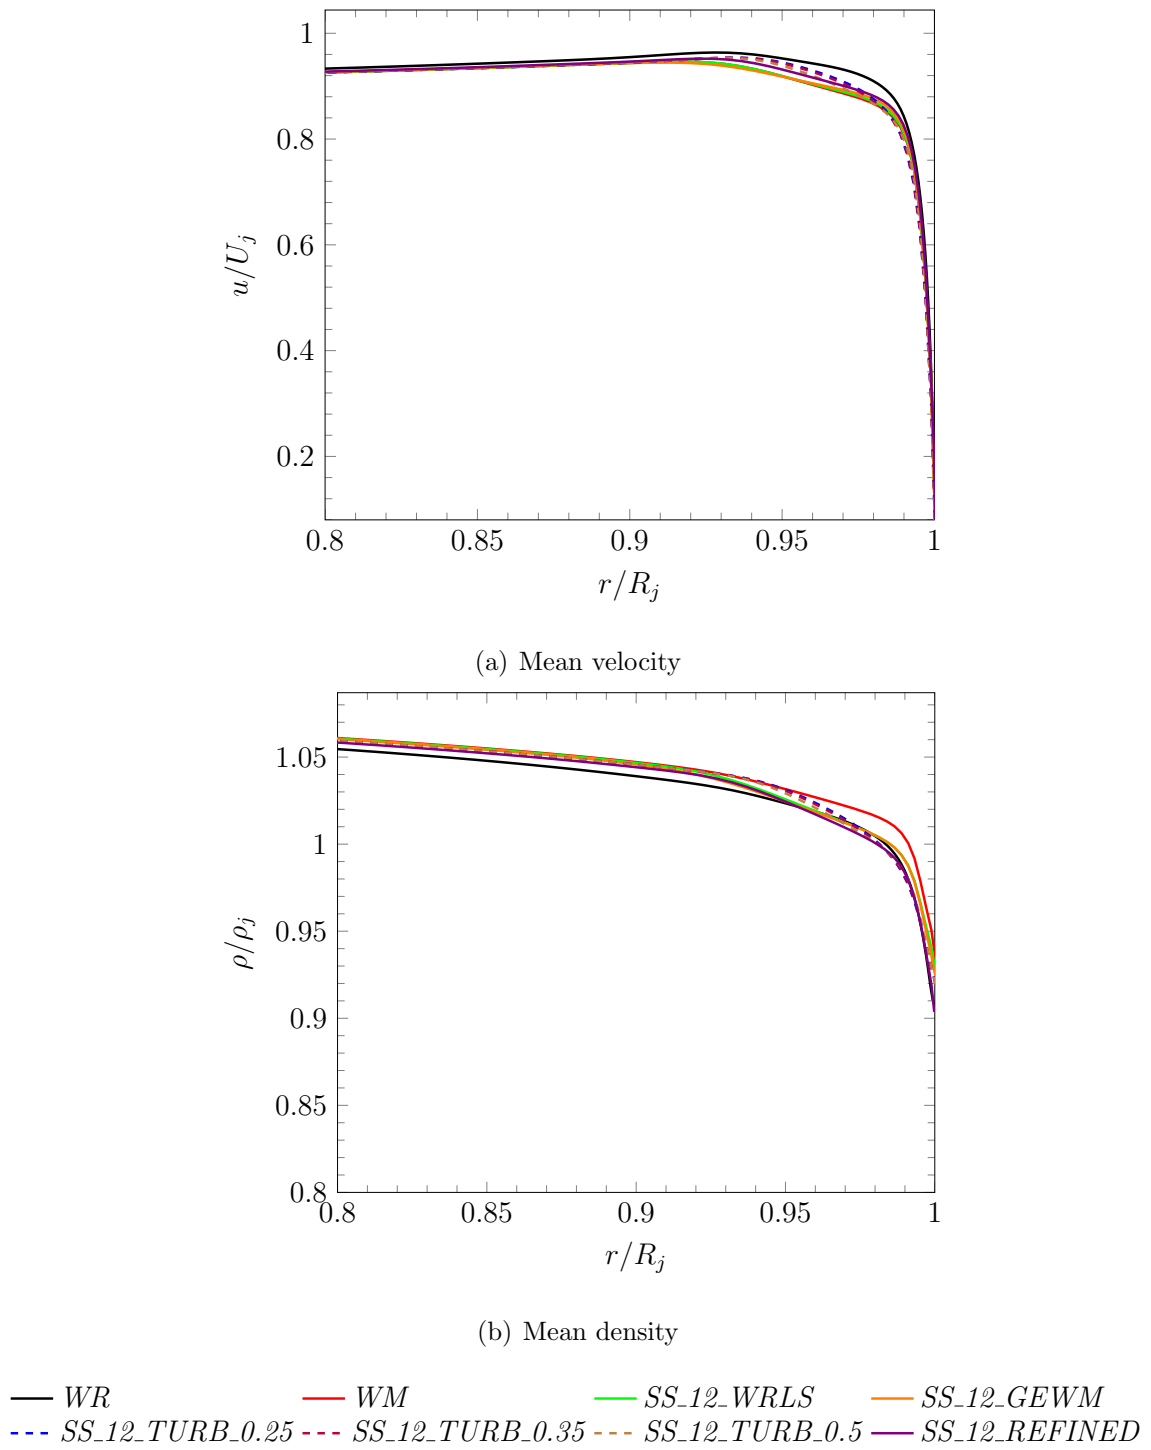 1
0.8
0.6
0.4
0.2
u/U_j
0.8 0.85 0.9 0.95 1
r/R_j
(a) Mean velocity
1.05
1
0.95
0.9
0.85
0.8
ρ/ρ_j
0.8 0.85 0.9 0.95 1
r/R_j
(b) Mean density
WR WM SS_12_WRLS SS_12_GEWM
SS_12_TURB_0.25 SS_12_TURB_0.35 SS_12_TURB_0.5 SS_12_REFINED